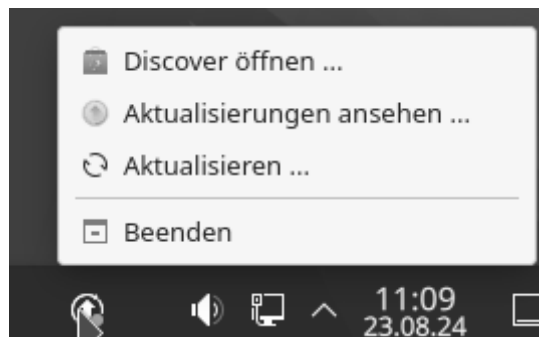 Discover öffnen ...
Aktualisierungen ansehen ...
Aktualisieren ...
Beenden
11:09
23.08.24